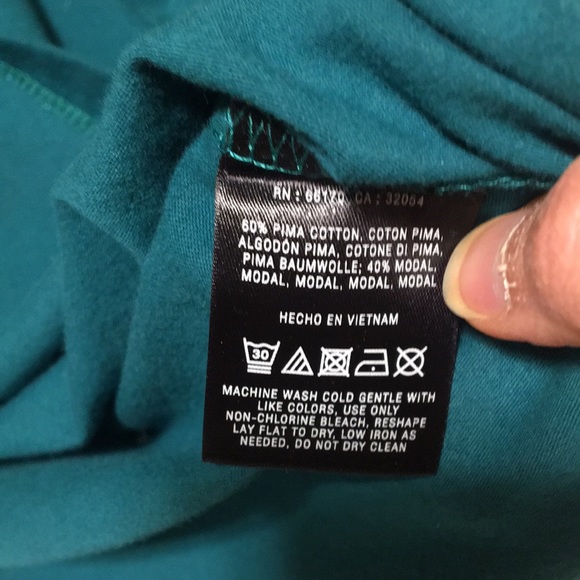 RN : 66170 CA : 32054
60% PIMA COTTON, COTON PIMA,
ALGODÓN PIMA, COTONE DI PIMA,
PIMA BAUMWOLLE; 40% MODAL,
MODAL, MODAL, MODAL, MODAL
HECHO EN VIETNAM
30
MACHINE WASH COLD GENTLE WITH
LIKE COLORS, USE ONLY
NON-CHLORINE BLEACH, RESHAPE
LAY FLAT TO DRY, LOW IRON AS
NEEDED, DO NOT DRY CLEAN